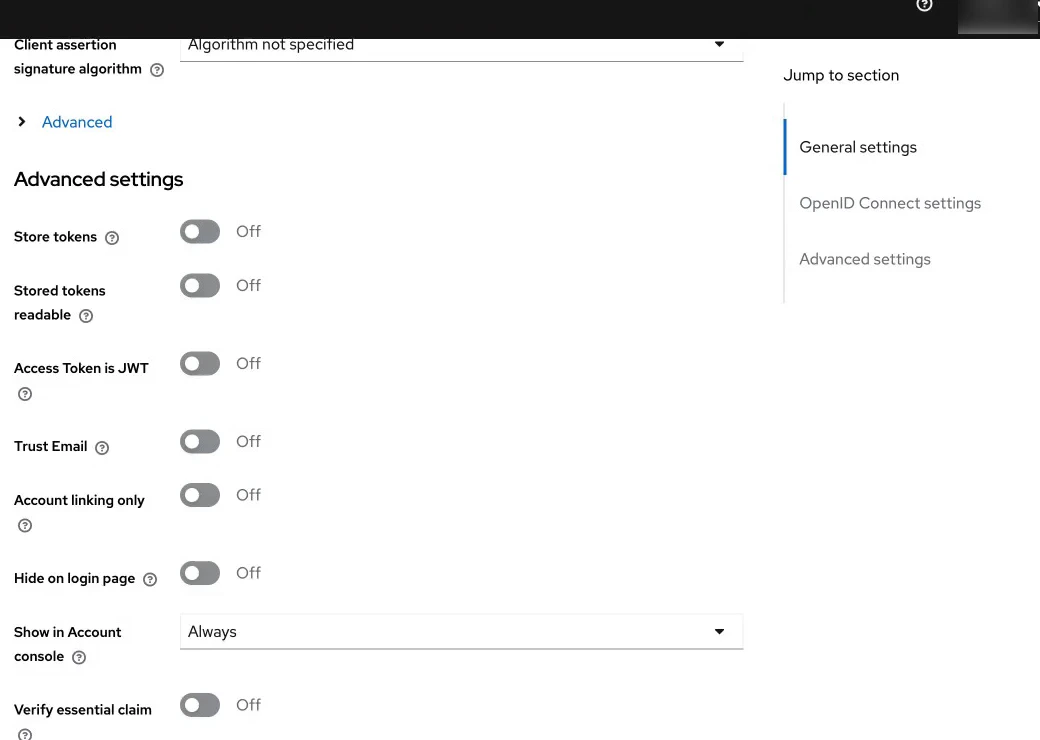 Client assertion
signature algorithm
Algorithm not specified
Advanced
Advanced settings
Store tokens
Off
Stored tokens
readable
Off
Access Token is JWT
Off
Trust Email
Off
Account linking only
Off
Hide on login page
Off
Show in Account
console
Always
Verify essential claim
Off
Jump to section
General settings
OpenID Connect settings
Advanced settings